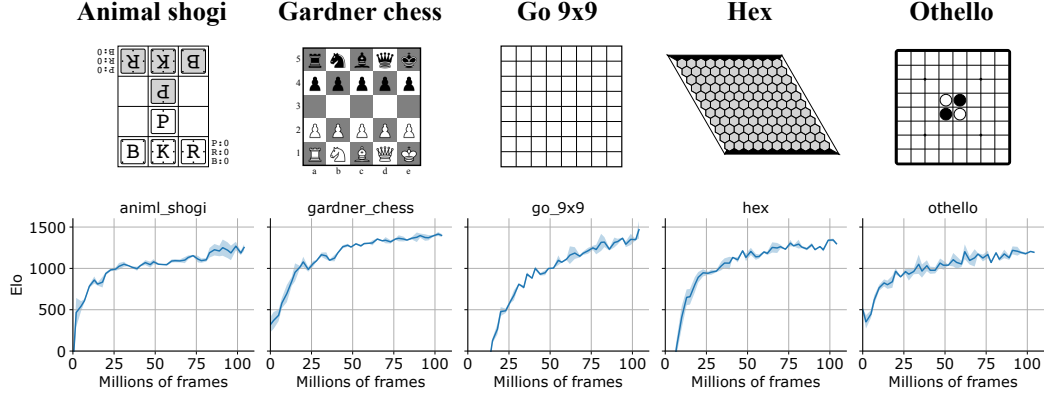 Animal shogi
Gardner chess
Go 9x9
Hex
Othello
P:0
R:0
B:0
R K B
P
P
B K R
P:0
R:0
B:0
5
4
3
2
1
a b c d e
animl_shogi
gardner_chess
go_9x9
hex
othello
Elo
1500
1000
500
0
0 25 50 75 100
0 25 50 75 100
0 25 50 75 100
0 25 50 75 100
0 25 50 75 100
Millions of frames
Millions of frames
Millions of frames
Millions of frames
Millions of frames